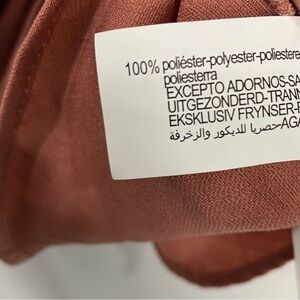 100% poliéster-polyester-poliestere
poliesterra
EXCEPTO ADORNOS-SA
UITGEZONDERD-TRANN
EKSKLUSIV FRYNSER-F
حصريا للديكور والزخرفة-AGA